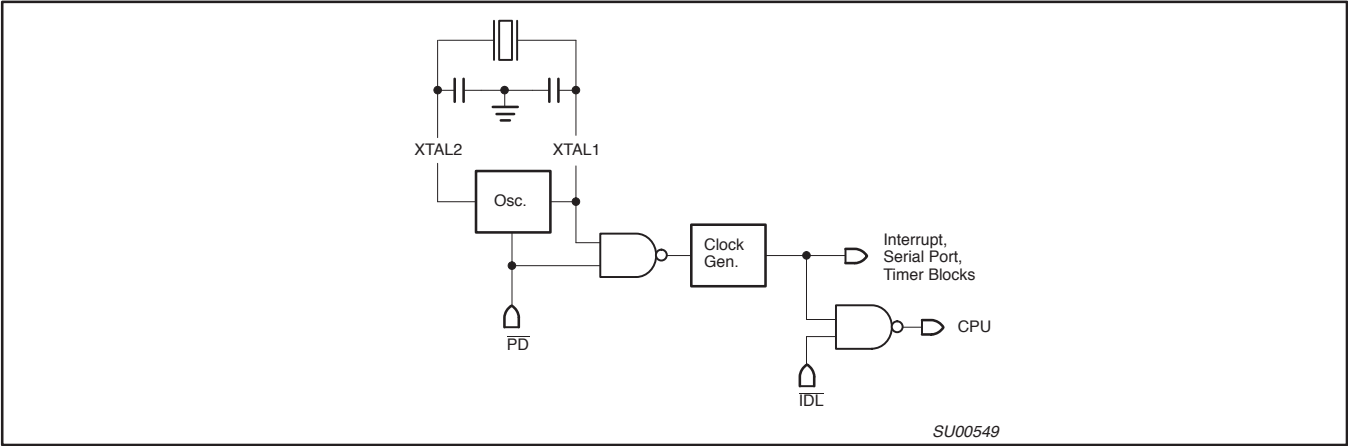 XTAL2
XTAL1
Osc.
Clock
Gen.
Interrupt,
Serial Port,
Timer Blocks
CPU
PD
IDL
SU00549